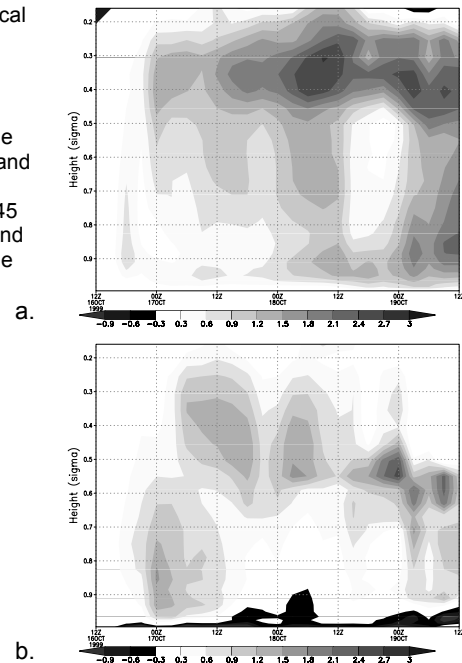 cal
e
and
45
nd
e
Height (sigma)
0.2
0.3
0.4
0.5
0.6
0.7
0.8
0.9
12Z 00Z 12Z 00Z 12Z 00Z 12Z
16OCT 17OCT 18OCT 19OCT
1999
a.
-0.9 -0.6 -0.3 0.3 0.6 0.9 1.2 1.5 1.8 2.1 2.4 2.7 3
Height (sigma)
0.2
0.3
0.4
0.5
0.6
0.7
0.8
0.9
12Z 00Z 12Z 00Z 12Z 00Z 12Z
16OCT 17OCT 18OCT 19OCT
1999
b.
-0.9 -0.6 -0.3 0.3 0.6 0.9 1.2 1.5 1.8 2.1 2.4 2.7 3